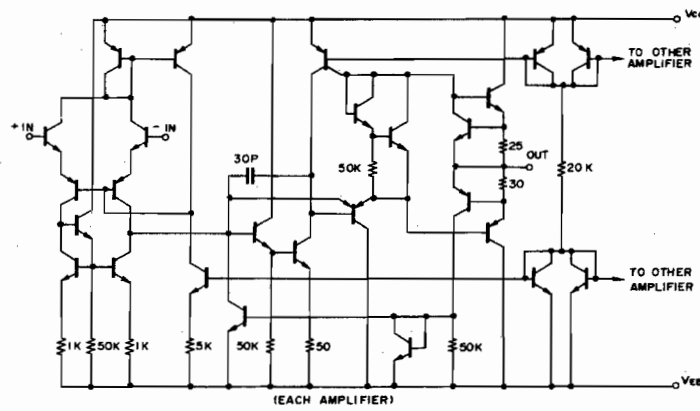 VCC
TO OTHER
AMPLIFIER
+IN
-IN
25
OUT
30P
50K
30
20K
TO OTHER
AMPLIFIER
1K
50K
1K
5K
50K
50
50K
VEE
(EACH AMPLIFIER)